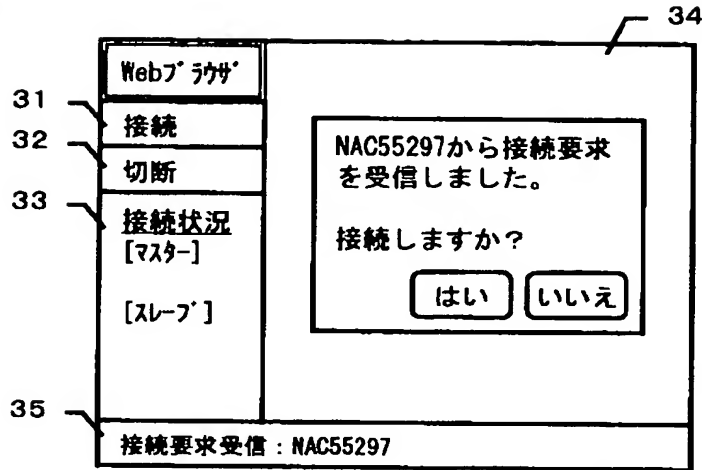 34
Webﾌﾞﾗｳｻﾞ
31
接続
32
切断
33
接続状況
[ﾏｽﾀｰ]
[ｽﾚｰﾌﾞ]
NAC55297から接続要求
を受信しました。
接続しますか？
はい
いいえ
35
接続要求受信：NAC55297